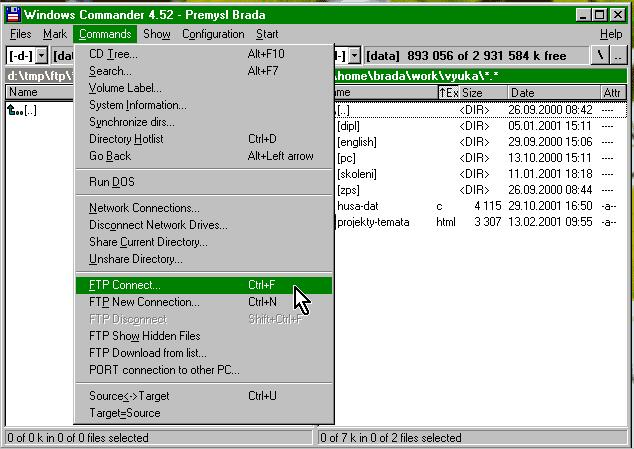 Windows Commander 4.52 - Premysl Brada
Files Mark Commands Show Configuration Start Help
[-d-] [data] 893 056 of 2 931 584 k free \ ..
d:\tmp\ftp\* \home\brada\work\vyuka\*.*
Name Ext Size Date Attr
[..]
[..] <DIR> 26.09.2000 08:42 ----
[dipl] <DIR> 05.01.2001 15:11 ----
[english] <DIR> 29.09.2000 15:06 ----
[pc] <DIR> 13.10.2000 15:11 ----
[skoleni] <DIR> 11.01.2001 18:18 ----
[zps] <DIR> 26.09.2000 08:44 ----
husa-dat c 4 115 29.10.2001 16:50 -a--
projekty-temata html 3 307 13.02.2001 09:55 -a--
CD Tree... Alt+F10
Search... Alt+F7
Volume Label...
System Information...
Synchronize dirs...
Directory Hotlist Ctrl+D
Go Back Alt+Left arrow
Run DOS
Network Connections...
Disconnect Network Drives...
Share Current Directory...
Unshare Directory...
FTP Connect... Ctrl+F
FTP New Connection... Ctrl+N
FTP Disconnect Shift+Ctrl+F
FTP Show Hidden Files
FTP Download from list...
PORT connection to other PC...
Source<->Target Ctrl+U
Target=Source
0 of 0 k in 0 of 0 files selected
0 of 7 k in 0 of 2 files selected